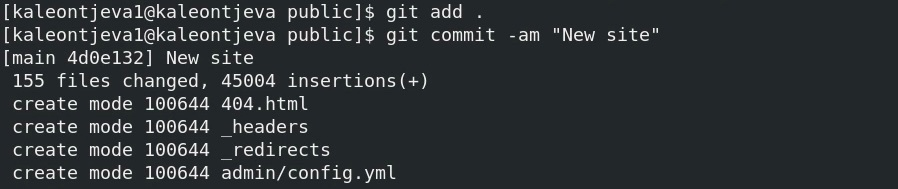 [kaleontjeva1@kaleontjeva public]$ git add .
[kaleontjeva1@kaleontjeva public]$ git commit -am "New site"
[main 4d0e132] New site
 155 files changed, 45004 insertions(+)
 create mode 100644 404.html
 create mode 100644 _headers
 create mode 100644 _redirects
 create mode 100644 admin/config.yml